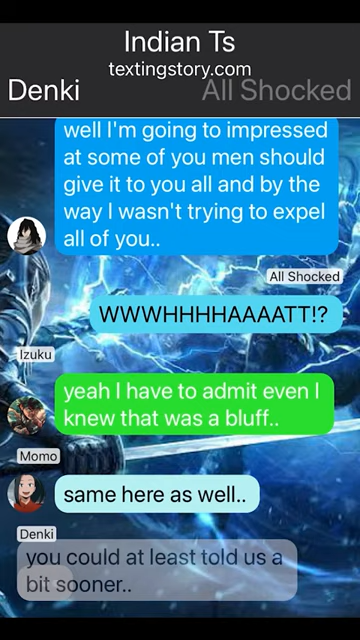 Indian Ts
textingstory.com
Denki
All Shocked
well I'm going to impressed
at some of you men should
give it to you all and by the
way I wasn't trying to expel
all of you..
All Shocked
WWWHHHHAAAATT!?
Izuku
yeah I have to admit even I
knew that was a bluff..
Momo
same here as well..
Denki
you could at least told us a
bit sooner..